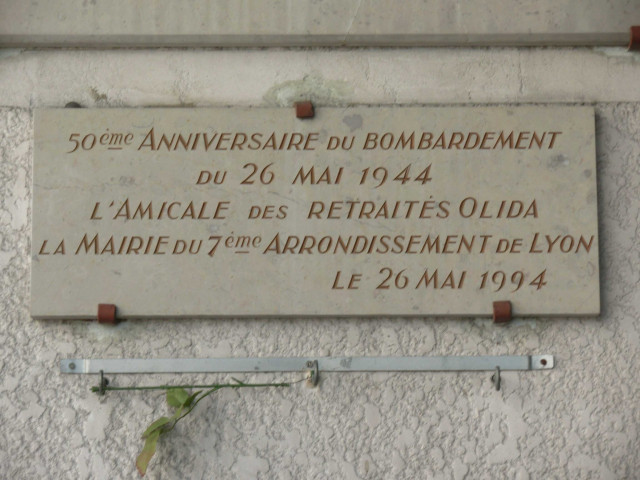 50ème ANNIVERSAIRE DU BOMBARDEMENT
DU 26 MAI 1944
L'AMICALE DES RETRAITÉS OLIDA
LA MAIRIE DU 7ème ARRONDISSEMENT DE LYON
LE 26 MAI 1994